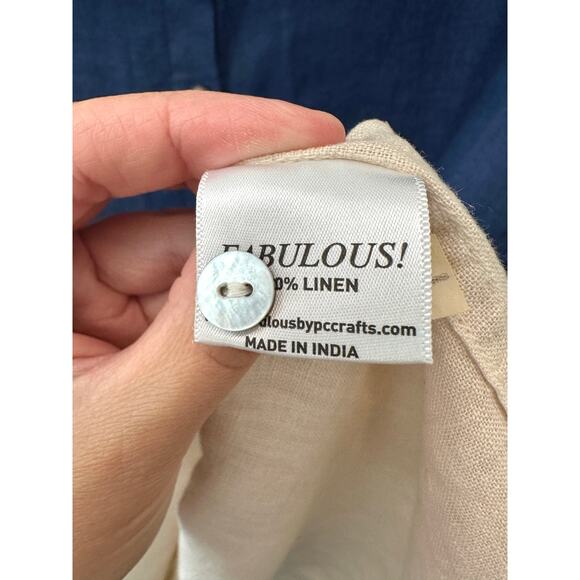 FABULOUS!
0% LINEN
ulousbypccrafts.com
MADE IN INDIA